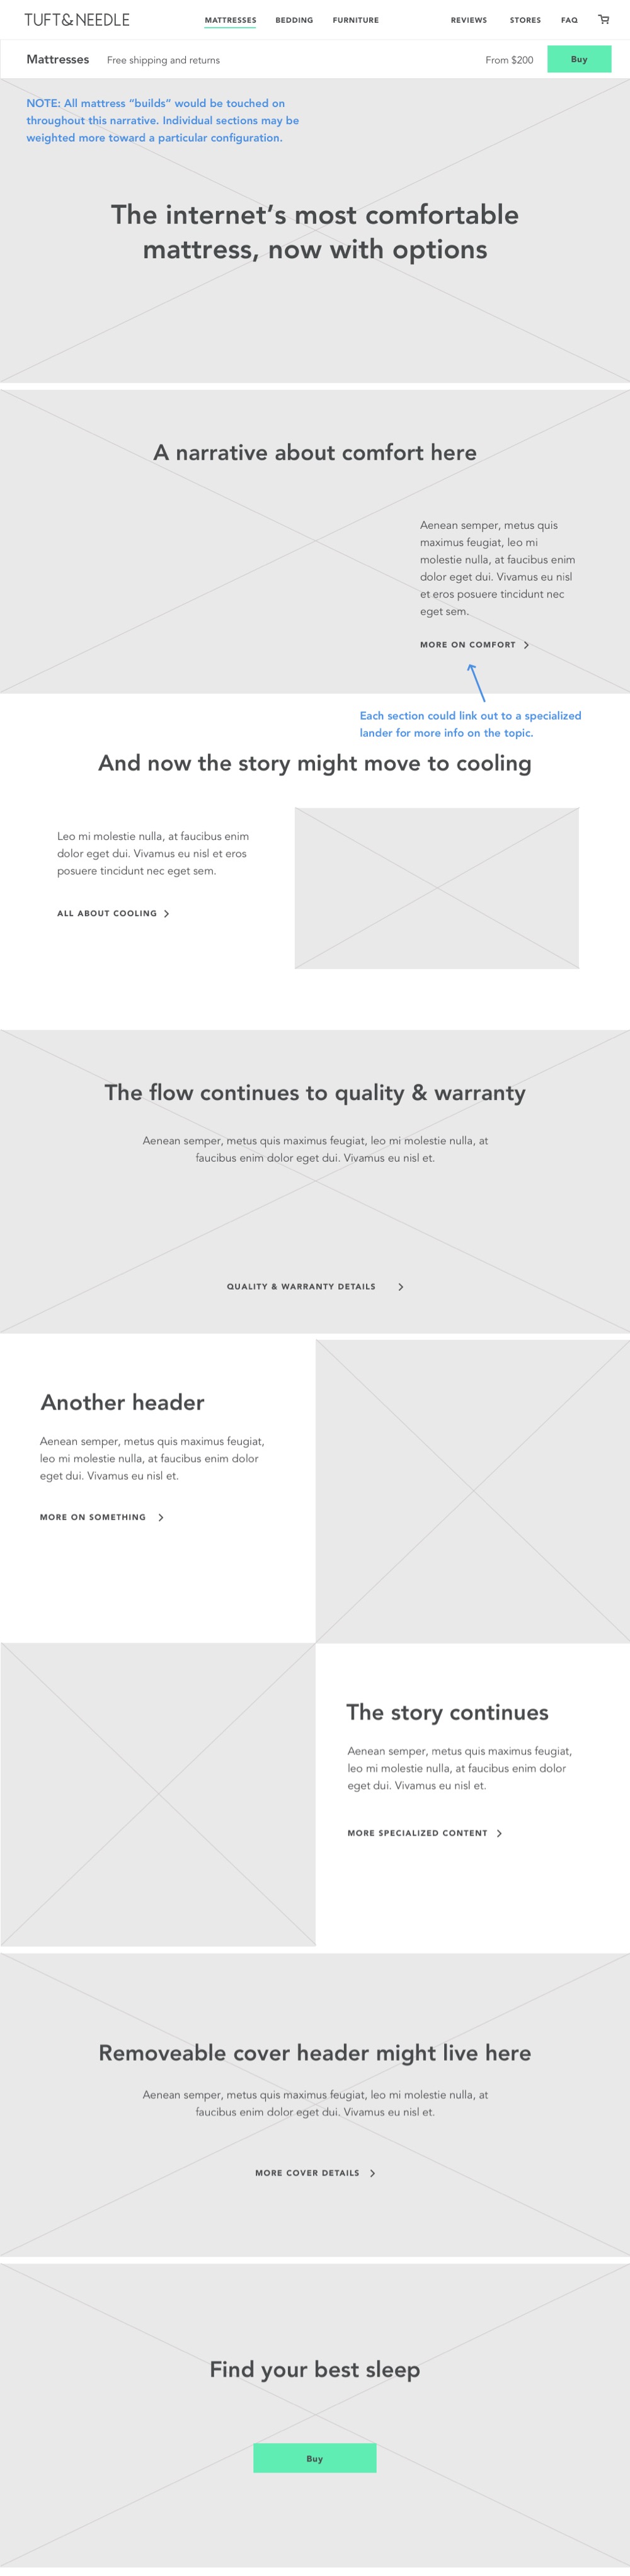 TUFT&NEEDLE
MATTRESSES BEDDING FURNITURE REVIEWS STORES FAQ
Mattresses Free shipping and returns From $200 Buy
NOTE: All mattress “builds” would be touched on
throughout this narrative. Individual sections may be
weighted more toward a particular configuration.
The internet’s most comfortable
mattress, now with options
A narrative about comfort here
Aenean semper, metus quis
maximus feugiat, leo mi
molestie nulla, at faucibus enim
dolor eget dui. Vivamus eu nisl
et eros posuere tincidunt nec
eget sem.
MORE ON COMFORT
Each section could link out to a specialized
lander for more info on the topic.
And now the story might move to cooling
Leo mi molestie nulla, at faucibus enim
dolor eget dui. Vivamus eu nisl et eros
posuere tincidunt nec eget sem.
ALL ABOUT COOLING
The flow continues to quality & warranty
Aenean semper, metus quis maximus feugiat, leo mi molestie nulla, at
faucibus enim dolor eget dui. Vivamus eu nisl et.
QUALITY & WARRANTY DETAILS
Another header
Aenean semper, metus quis maximus feugiat,
leo mi molestie nulla, at faucibus enim dolor
eget dui. Vivamus eu nisl et.
MORE ON SOMETHING
The story continues
Aenean semper, metus quis maximus feugiat,
leo mi molestie nulla, at faucibus enim dolor
eget dui. Vivamus eu nisl et.
MORE SPECIALIZED CONTENT
Removeable cover header might live here
Aenean semper, metus quis maximus feugiat, leo mi molestie nulla, at
faucibus enim dolor eget dui. Vivamus eu nisl et.
MORE COVER DETAILS
Find your best sleep
Buy